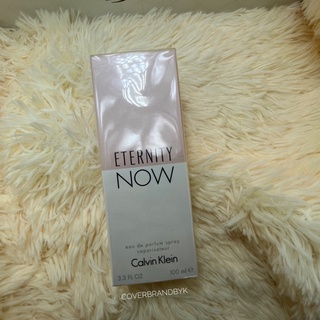 ETERNITY
NOW
eau de parfum spray
vaporisateur
Calvin Klein
3.3 FL OZ 100 ml e
COVERBRANDBYK